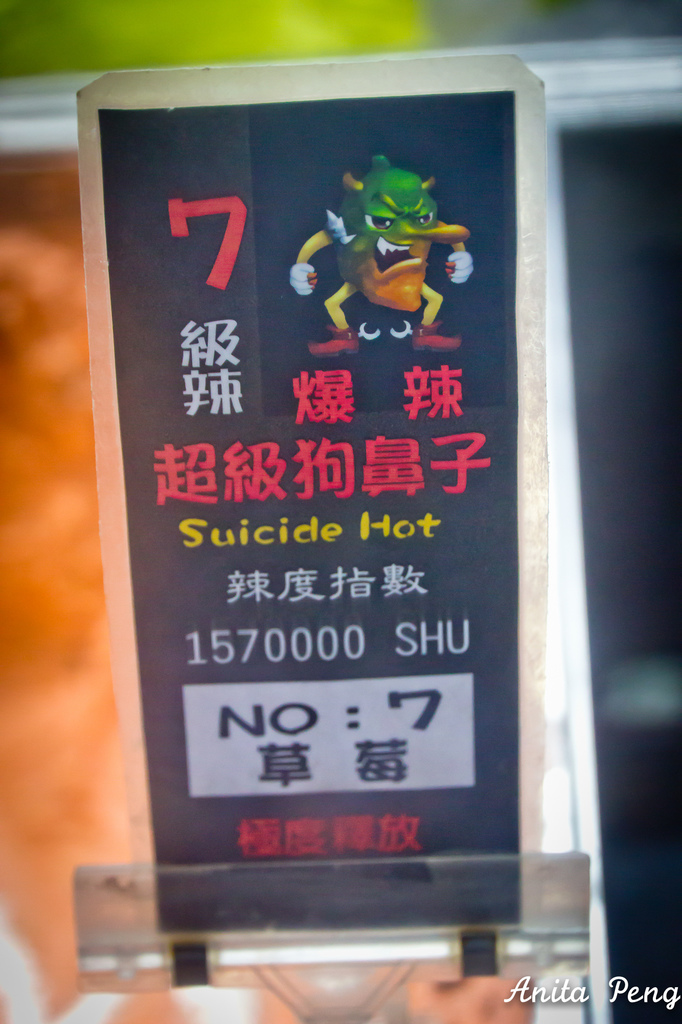 7
級
辣
爆 辣
超級狗鼻子
Suicide Hot
辣度指數
1570000 SHU
NO：7
草 莓
極度釋放
Anita Peng